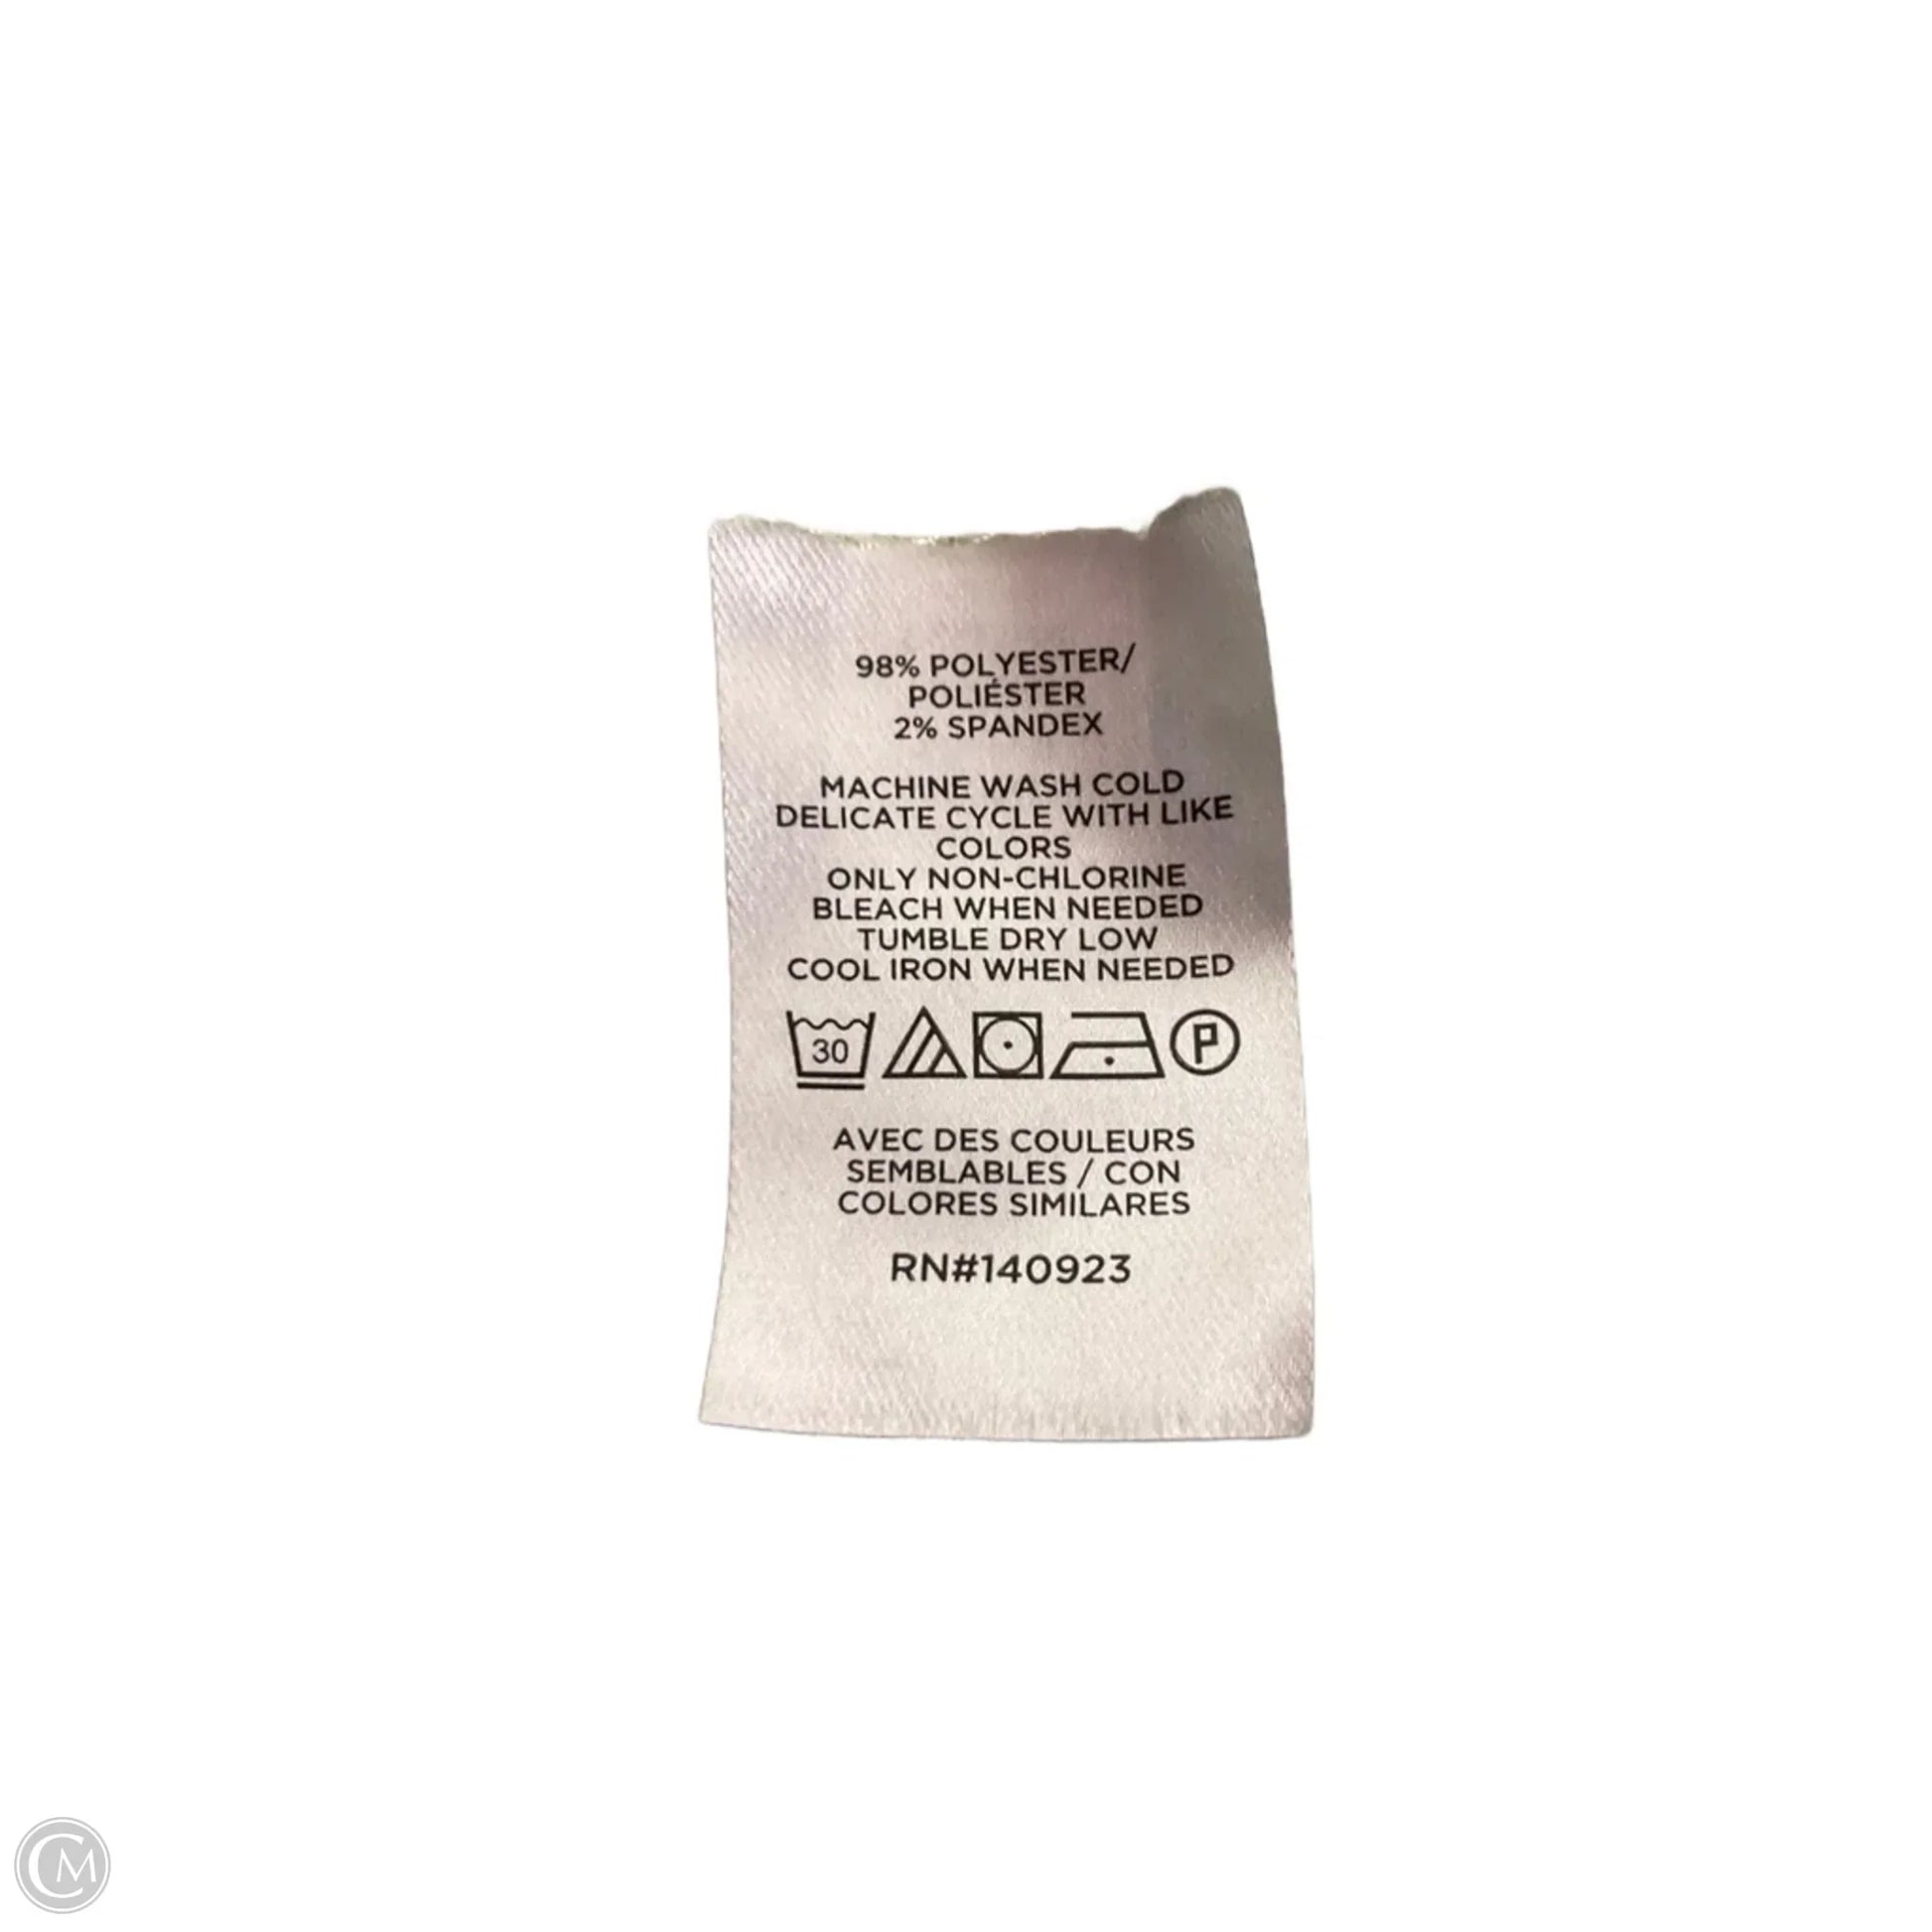 98% POLYESTER/
POLIÉSTER
2% SPANDEX
MACHINE WASH COLD
DELICATE CYCLE WITH LIKE
COLORS
ONLY NON-CHLORINE
BLEACH WHEN NEEDED
TUMBLE DRY LOW
COOL IRON WHEN NEEDED
30 P
AVEC DES COULEURS
SEMBLABLES / CON
COLORES SIMILARES
RN#140923
CM